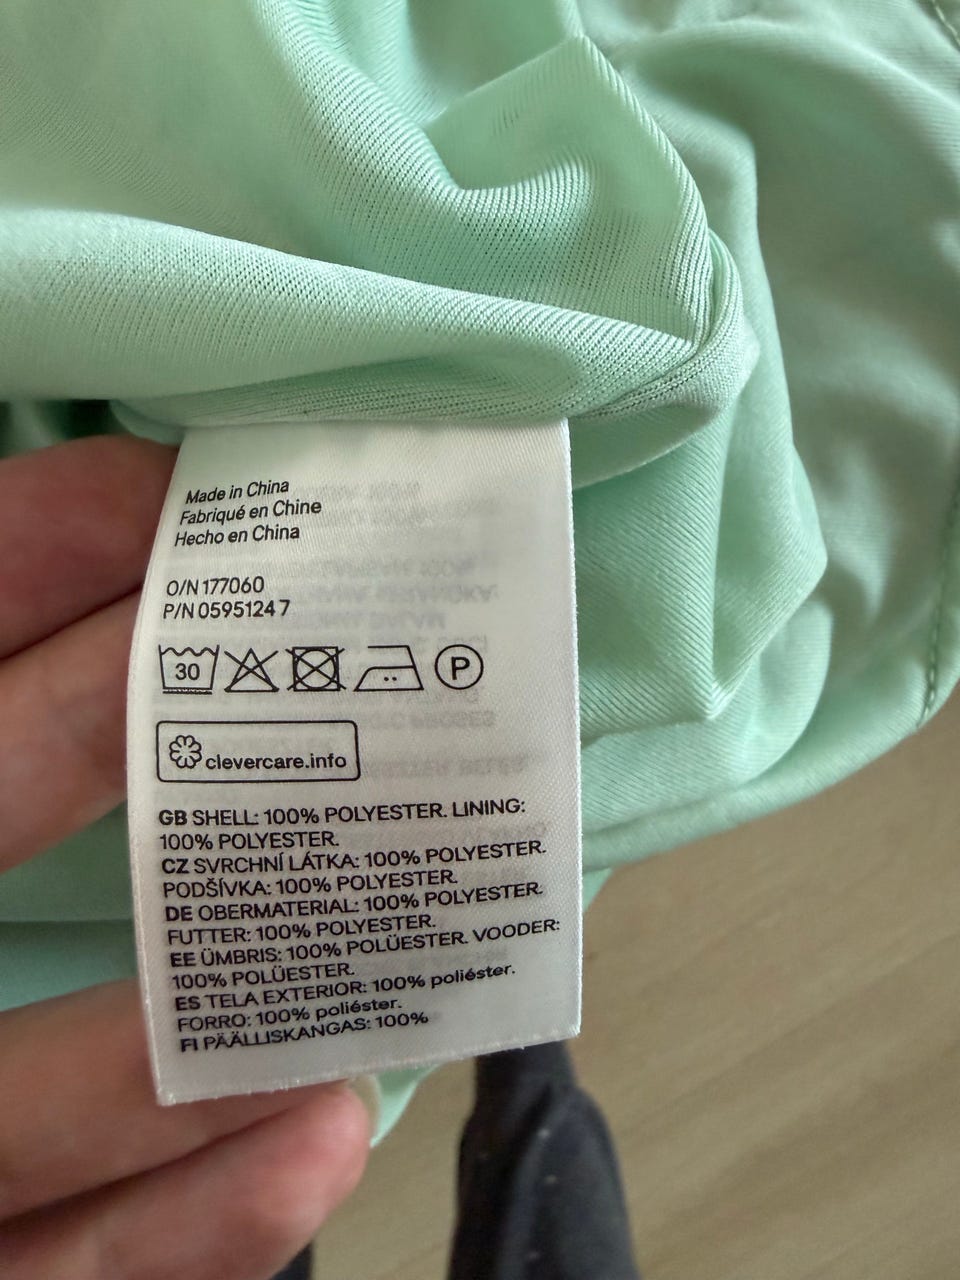 Made in China
Fabriqué en Chine
Hecho en China
O/N 177060
P/N 0595124 7
30
P
clevercare.info
GB SHELL: 100% POLYESTER. LINING:
100% POLYESTER.
CZ SVRCHNÍ LÁTKA: 100% POLYESTER.
PODŠÍVKA: 100% POLYESTER.
DE OBERMATERIAL: 100% POLYESTER.
FUTTER: 100% POLYESTER.
EE ÜMBRIS: 100% POLÜESTER. VOODER:
100% POLÜESTER.
ES TELA EXTERIOR: 100% poliéster.
FORRO: 100% poliéster.
FI PÄÄLLISKANGAS: 100%